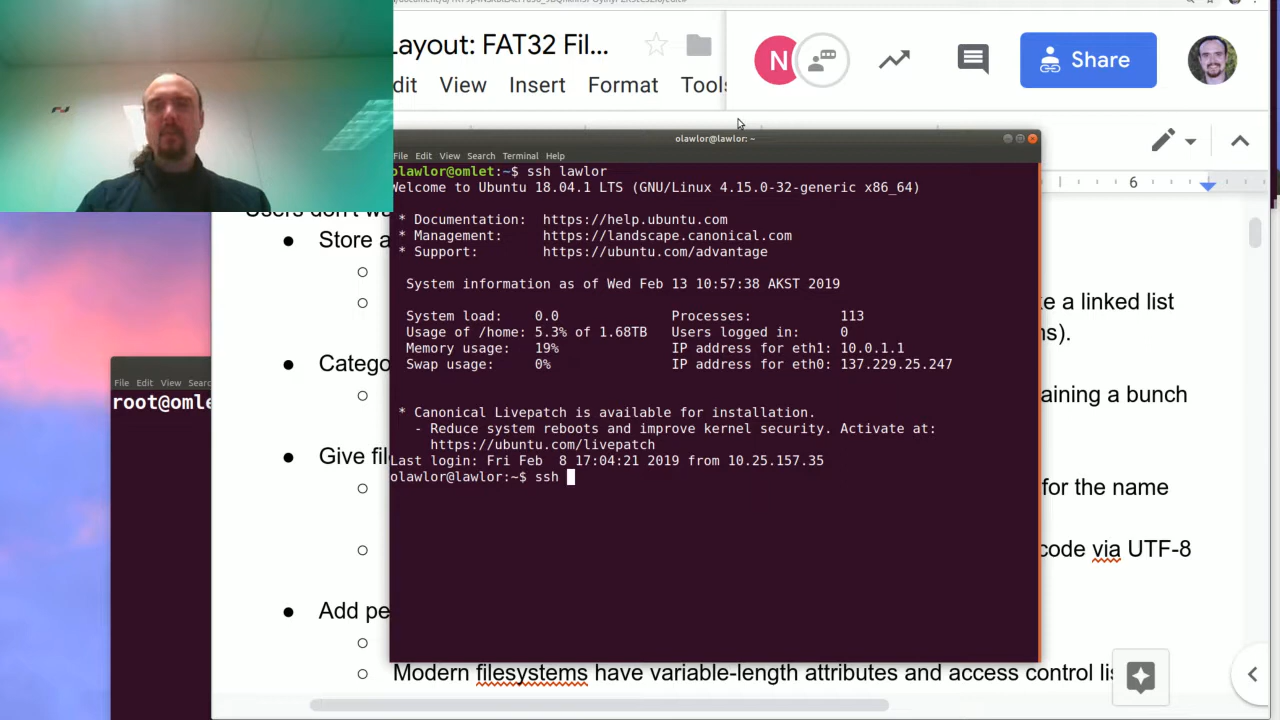 Layout: FAT32 Fil...
N
Share
dit View Insert Format Tools
6
Users don't wa
Store a
e a linked list
ns).
Catego
aining a bunch
Give fil
for the name
code via UTF-8
Add pe
Modern filesystems have variable-length attributes and access control li
File Edit View Searc
root@omle
olawlor@lawlor: ~
File Edit View Search Terminal Help
olawlor@omlet:~$ ssh lawlor
Welcome to Ubuntu 18.04.1 LTS (GNU/Linux 4.15.0-32-generic x86_64)
* Documentation: https://help.ubuntu.com
* Management: https://landscape.canonical.com
* Support: https://ubuntu.com/advantage
System information as of Wed Feb 13 10:57:38 AKST 2019
System load: 0.0 Processes: 113
Usage of /home: 5.3% of 1.68TB Users logged in: 0
Memory usage: 19% IP address for eth1: 10.0.1.1
Swap usage: 0% IP address for eth0: 137.229.25.247
* Canonical Livepatch is available for installation.
- Reduce system reboots and improve kernel security. Activate at:
https://ubuntu.com/livepatch
Last login: Fri Feb 8 17:04:21 2019 from 10.25.157.35
olawlor@lawlor:~$ ssh